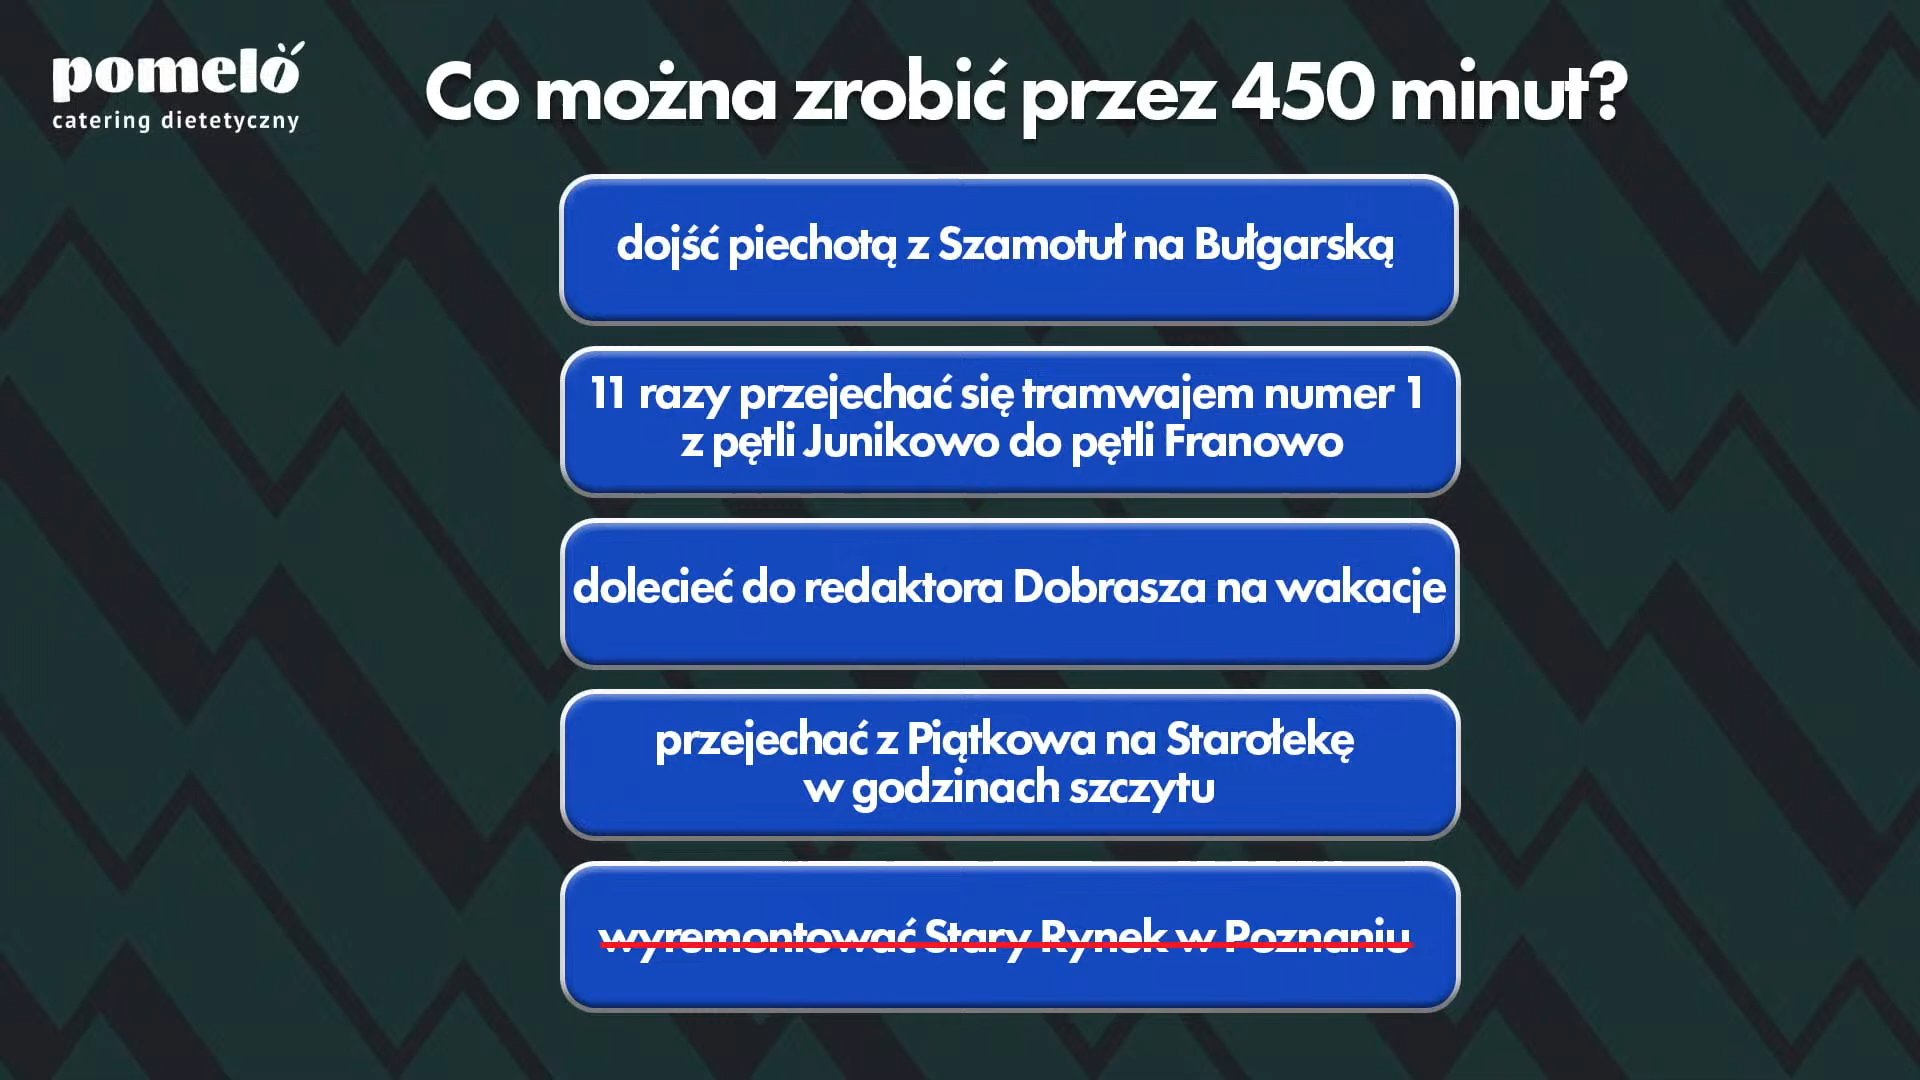 pomelo
catering dietetyczny
Co można zrobić przez 450 minut?
dojść piechotą z Szamotuł na Bułgarską
11 razy przejechać się tramwajem numer 1
z pętli Junikowo do pętli Franowo
dolecieć do redaktora Dobrasza na wakacje
przejechać z Piątkowa na Starołekę
w godzinach szczytu
wyremontować Stary Rynek w Poznaniu